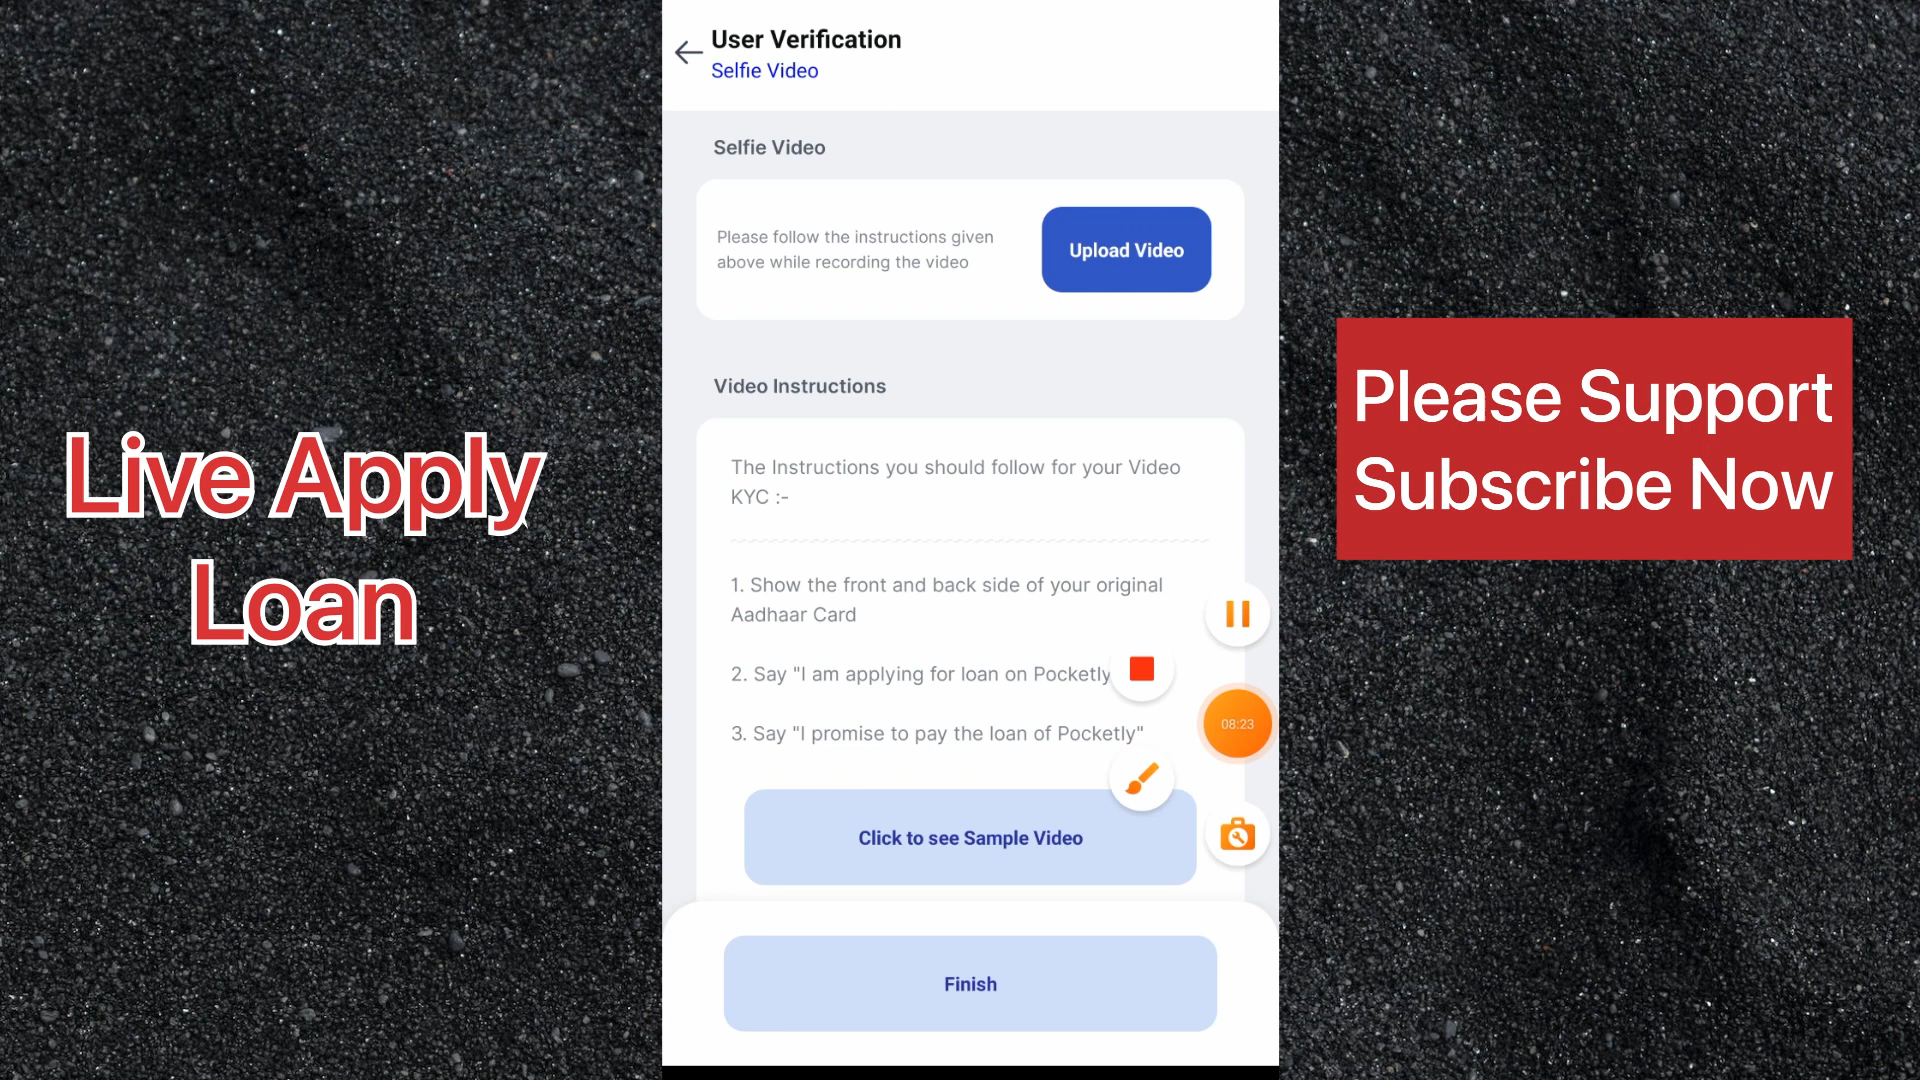 Live Apply
Loan
User Verification
Selfie Video
Selfie Video
Please follow the instructions given
above while recording the video
Upload Video
Video Instructions
The Instructions you should follow for your Video
KYC :-
1. Show the front and back side of your original
Aadhaar Card
2. Say "I am applying for loan on Pocketly
3. Say "I promise to pay the loan of Pocketly"
08:23
Click to see Sample Video
Finish
Please Support
Subscribe Now